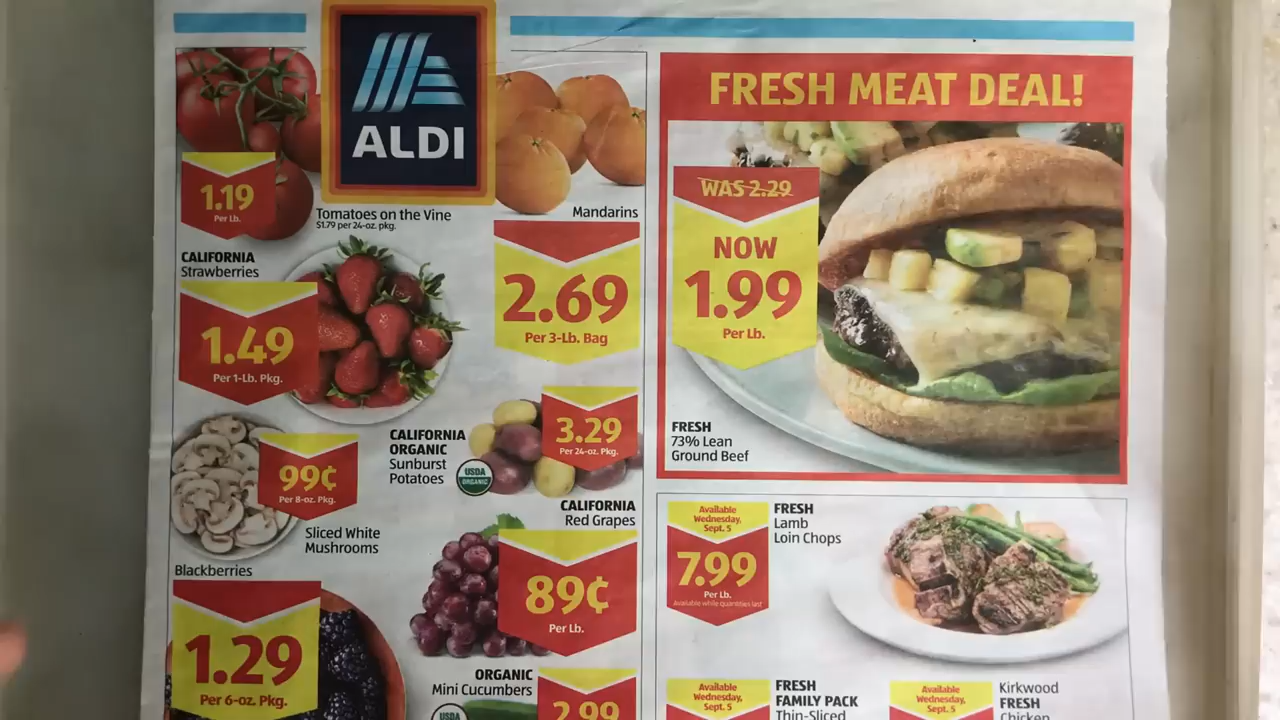 ALDI
1.19
Per Lb.
Tomatoes on the Vine
$1.79 per 24-oz. pkg.
Mandarins
2.69
Per 3-Lb. Bag
CALIFORNIA
Strawberries
1.49
Per 1-Lb. Pkg.
CALIFORNIA
ORGANIC
Sunburst
Potatoes
USDA
ORGANIC
3.29
Per 24-oz. Pkg.
99¢
Per 8-oz. Pkg.
Sliced White
Mushrooms
CALIFORNIA
Red Grapes
89¢
Per Lb.
Blackberries
1.29
Per 6-oz. Pkg.
ORGANIC
Mini Cucumbers
USDA
2.99
FRESH MEAT DEAL!
WAS 2.29
NOW
1.99
Per Lb.
FRESH
73% Lean
Ground Beef
Available
Wednesday,
Sept. 5
7.99
Per Lb.
Available while quantities last
FRESH
Lamb
Loin Chops
Available
Wednesday,
Sept. 5
FRESH
FAMILY PACK
Thin-Sliced
Available
Wednesday,
Sept. 5
Kirkwood
FRESH
Chicken